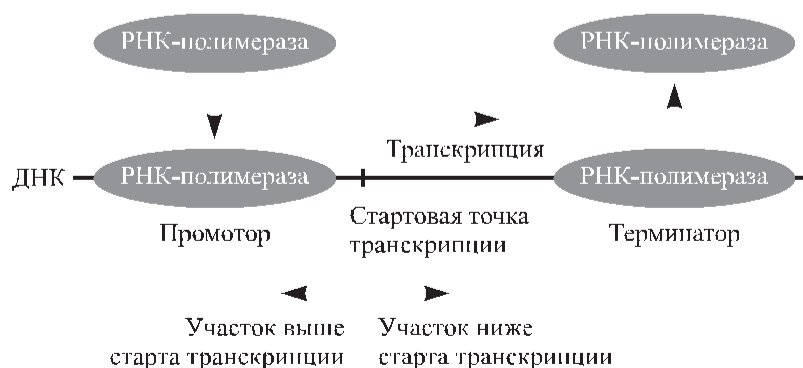 РНК-полимераза
РНК-полимераза
Транскрипция
ДНК
РНК-полимераза
РНК-полимераза
Промотор
Стартовая точка
транскрипции
Терминатор
Участок выше
старта транскрипции
Участок ниже
старта транскрипции